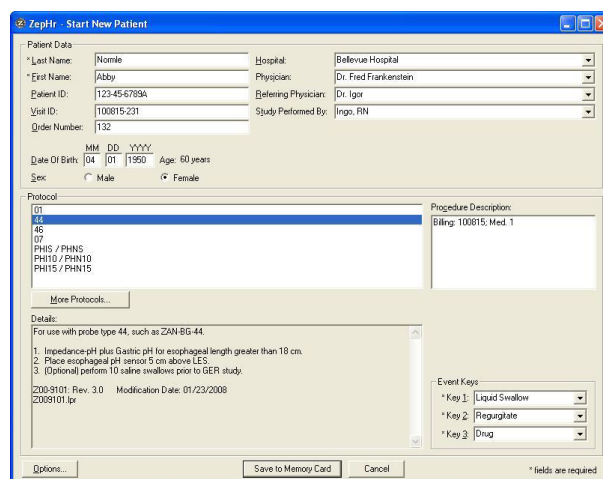 ZepHr - Start New Patient
Patient Data
* Last Name: Normle
* First Name: Abby
Patient ID: 123-45-6789A
Visit ID: 100815-231
Order Number: 132
Hospital: Bellevue Hospital
Physician: Dr. Fred Frankenstein
Referring Physician: Dr. Igor
Study Performed By: Ingo, RN
MM DD YYYY
Date Of Birth: 04 01 1950 Age: 60 years
Sex: Male Female
Protocol
01
44
46
07
PHIS / PHNS
PHI10 / PHN10
PHI15 / PHN15
Procedure Description:
Billing: 100815; Med. 1
More Protocols...
Details:
For use with probe type 44, such as ZAN-BG-44.
1. Impedance-pH plus Gastric pH for esophageal length greater than 18 cm.
2. Place esophageal pH sensor 5 cm above LES.
3. (Optional) perform 10 saline swallows prior to GER study.
Z00-9101: Rev. 3.0 Modification Date: 01/23/2008
Z009101.lpr
Event Keys
* Key 1: Liquid Swallow
* Key 2: Regurgitate
* Key 3: Drug
Options...
Save to Memory Card
Cancel
* fields are required